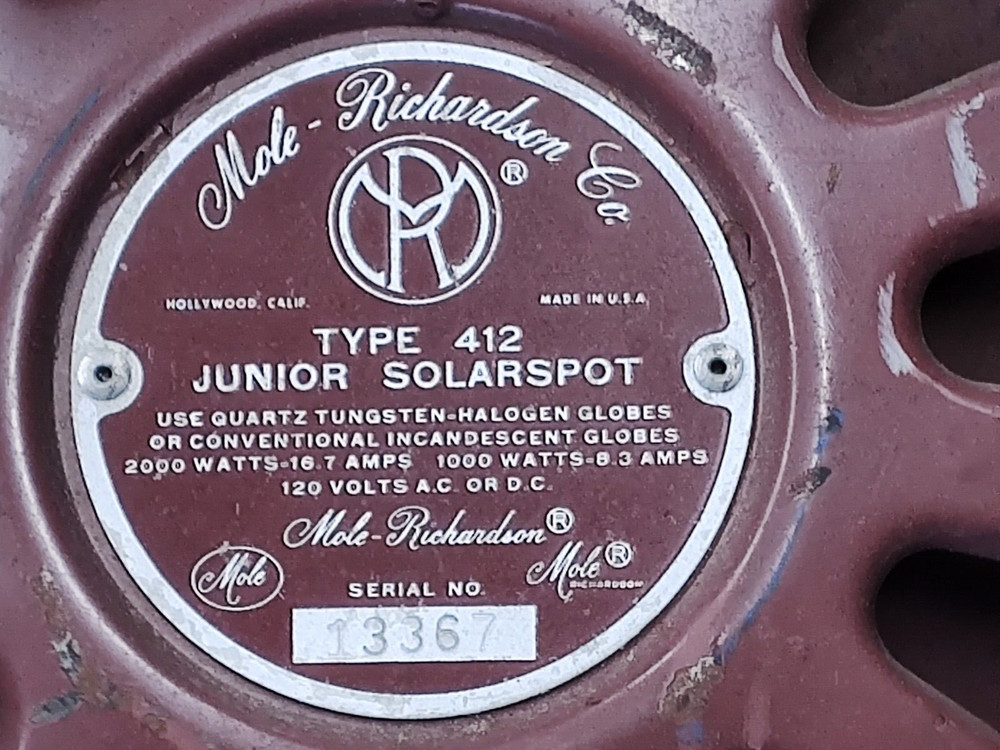 Mole-Richardson Co.
MR ®
HOLLYWOOD, CALIF. MADE IN U.S.A.
TYPE 412
JUNIOR SOLARSPOT
USE QUARTZ TUNGSTEN-HALOGEN GLOBES
OR CONVENTIONAL INCANDESCENT GLOBES
2000 WATTS-16.7 AMPS 1000 WATTS-8.3 AMPS
120 VOLTS A.C. OR D.C.
Mole-Richardson®
Mole
Mole®
RICHARDSON
SERIAL NO.
13367